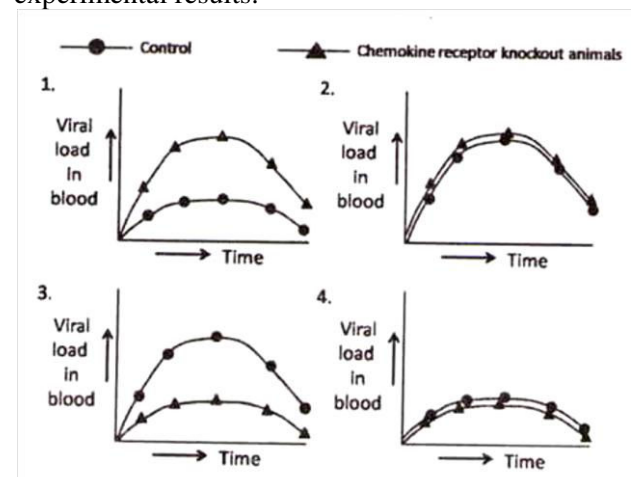 experimental results.
Control
Chemokine receptor knockout animals
1.
Viral
load
in
blood
Time
2.
Viral
load
in
blood
Time
3.
Viral
load
in
blood
Time
4.
Viral
load
in
blood
Time